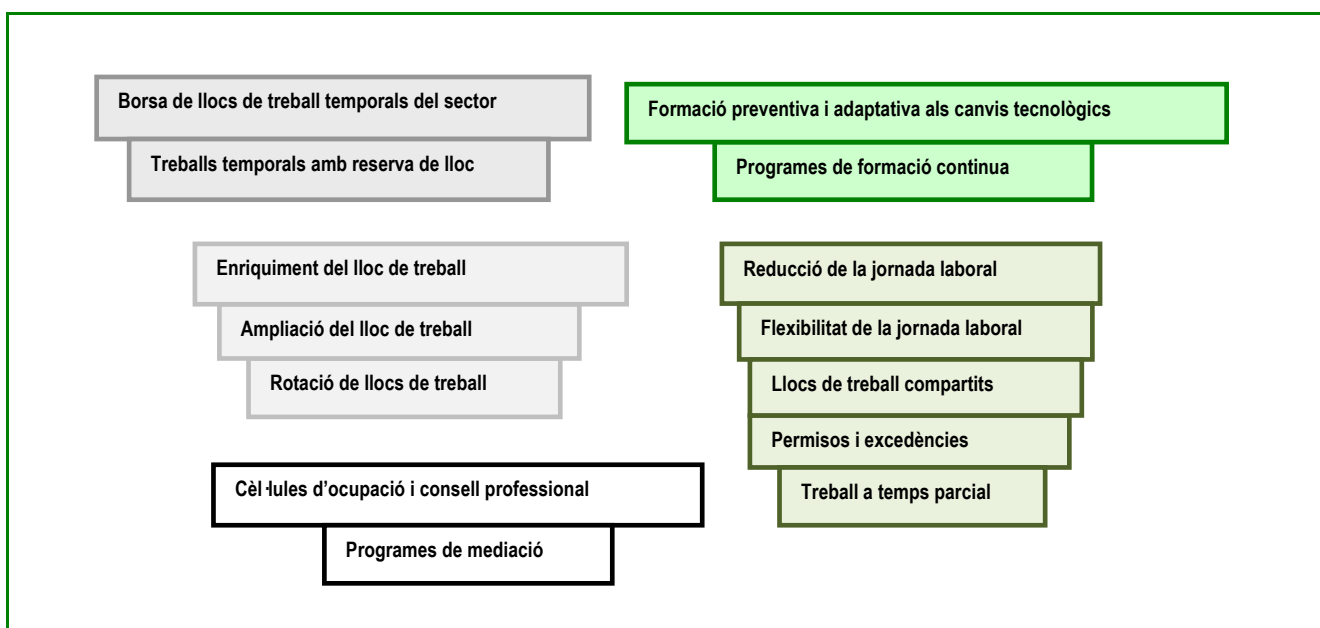 Borsa de llocs de treball temporals del sector
Treballs temporals amb reserva de lloc
Formació preventiva i adaptativa als canvis tecnològics
Programes de formació continua
Enriquiment del lloc de treball
Ampliació del lloc de treball
Rotació de llocs de treball
Reducció de la jornada laboral
Flexibilitat de la jornada laboral
Llocs de treball compartits
Permisos i excedències
Treball a temps parcial
Cèl·lules d’ocupació i consell professional
Programes de mediació